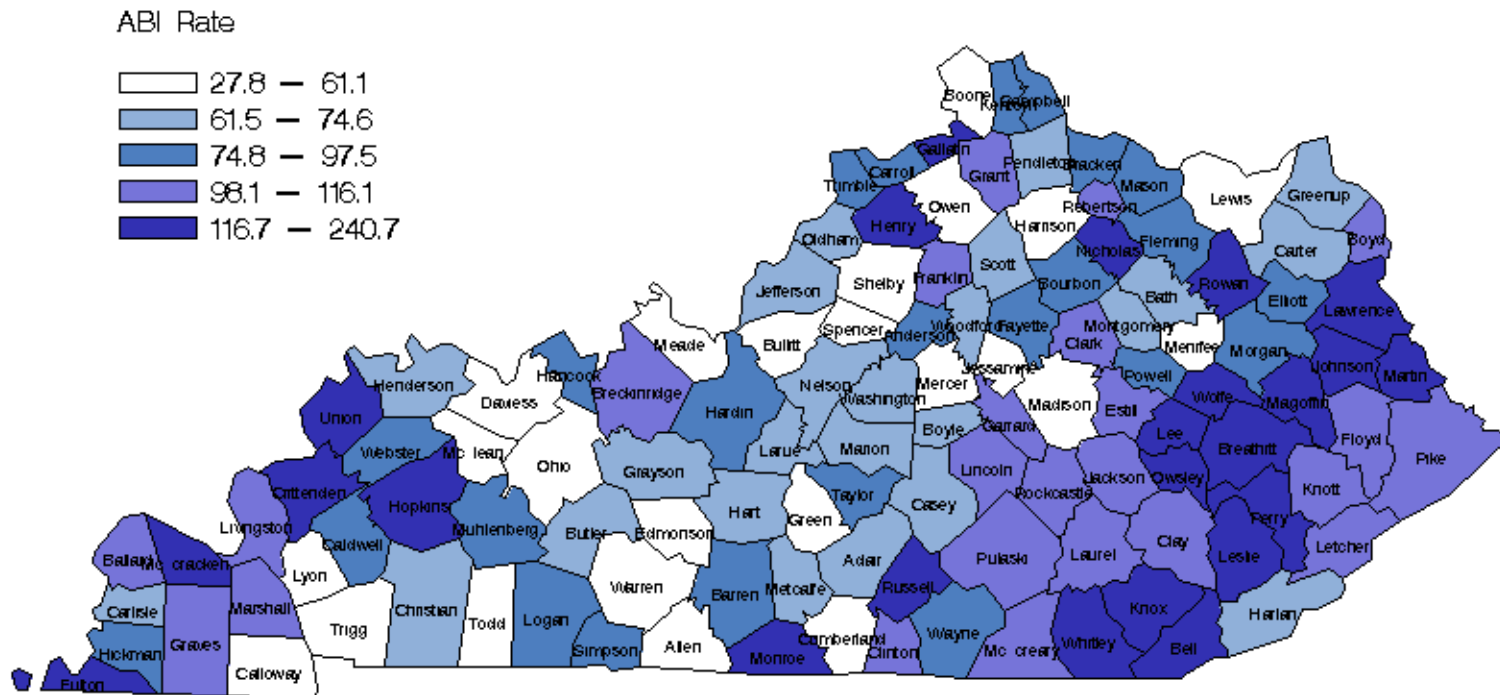 ABI Rate
27.8 — 61.1
61.5 — 74.6
74.8 — 97.5
98.1 — 116.1
116.7 — 240.7
Boone
Kenton
Campbell
Gallatin
Grant
Pendleton
Bracken
Mason
Lewis
Greenup
Trimble
Carroll
Owen
Robertson
Henry
Harrison
Nicholas
Fleming
Carter
Boyd
Oldham
Shelby
Franklin
Scott
Bourbon
Bath
Rowan
Elliott
Lawrence
Jefferson
Spencer
Anderson
Woodford
Fayette
Montgomery
Clark
Menifee
Morgan
Meade
Bullitt
Jessamine
Powell
Johnson
Martin
Henderson
Hancock
Daviess
Breckinridge
Nelson
Washington
Mercer
Madison
Estill
Wolfe
Magoffin
Union
Hardin
Garrard
Boyle
Lee
Breathitt
Floyd
Pike
Webster
Mc lean
Ohio
Grayson
Larue
Marion
Lincoln
Jackson
Owsley
Knott
Crittenden
Hopkins
Rockcastle
Livingston
Muhlenberg
Butler
Edmonson
Hart
Green
Taylor
Casey
Perry
Caldwell
Ballard
Mc cracken
Lyon
Adair
Pulaski
Laurel
Clay
Leslie
Letcher
Carlisle
Marshall
Christian
Warren
Barren
Metcalfe
Russell
Knox
Harlan
Trigg
Todd
Logan
Hickman
Graves
Calloway
Simpson
Allen
Monroe
Cumberland
Clinton
Wayne
Mc creary
Whitley
Bell
Fulton